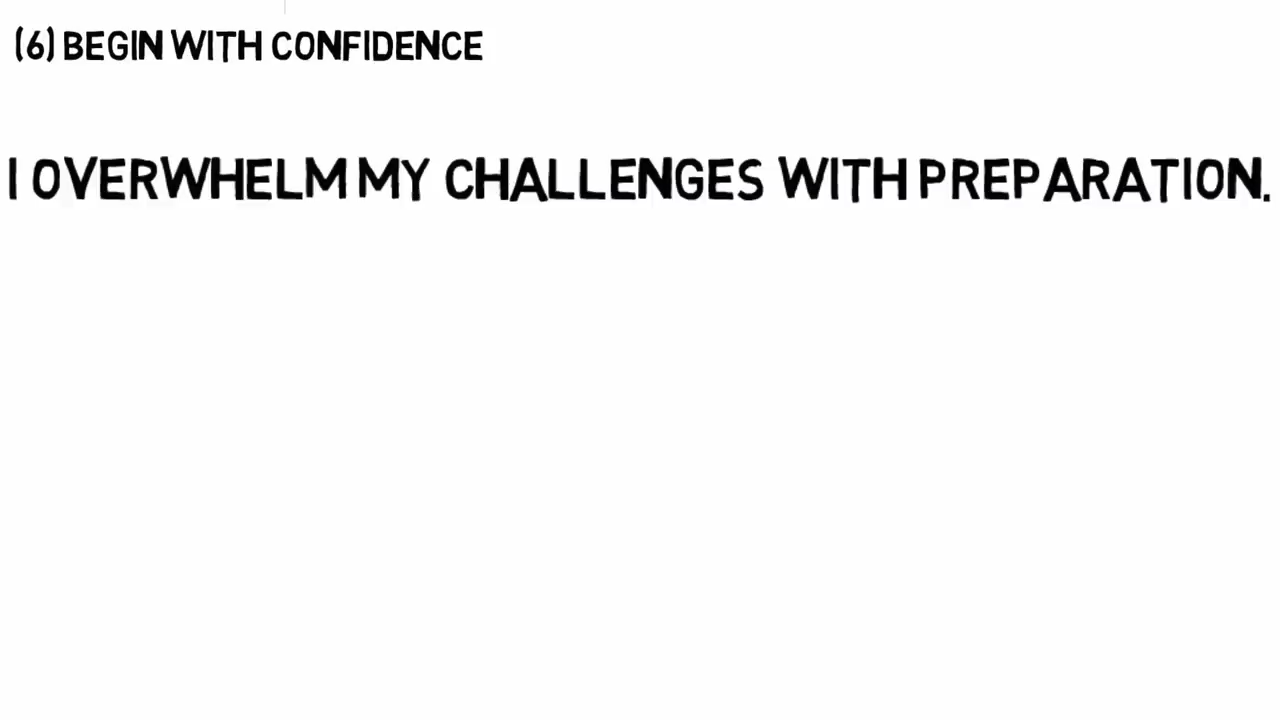 (6) BEGIN WITH CONFIDENCE
I OVERWHELM MY CHALLENGES WITH PREPARATION.